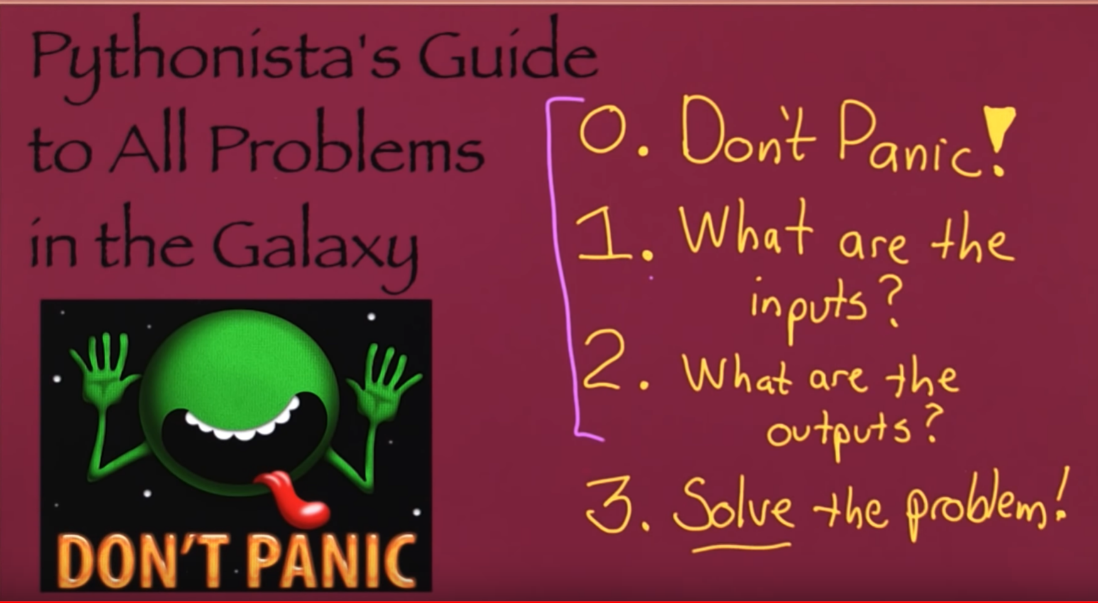 Pythonista's Guide
to All Problems
in the Galaxy
DON'T PANIC
0. Don't Panic!
1. What are the
inputs?
2. What are the
outputs?
3. Solve the problem!